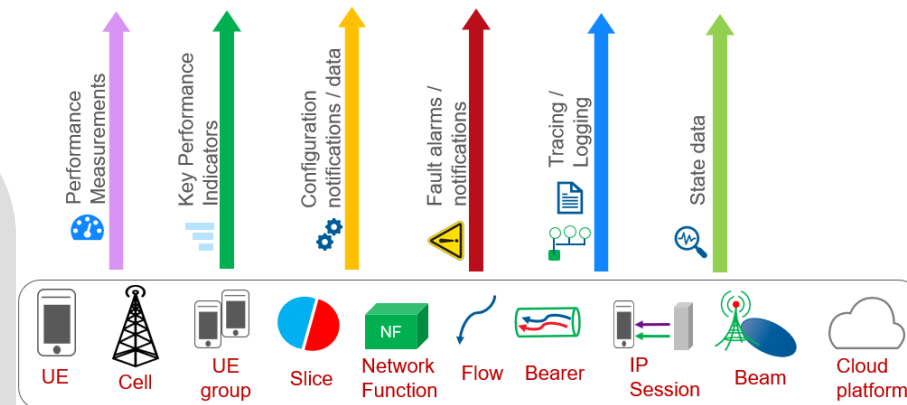 Performance
Measurements
Key Performance
Indicators
Configuration
notifications / data
Fault alarms /
notifications
Tracing /
Logging
State data
NF
UE
Cell
UE
group
Slice
Network
Function
Flow
Bearer
IP
Session
Beam
Cloud
platform